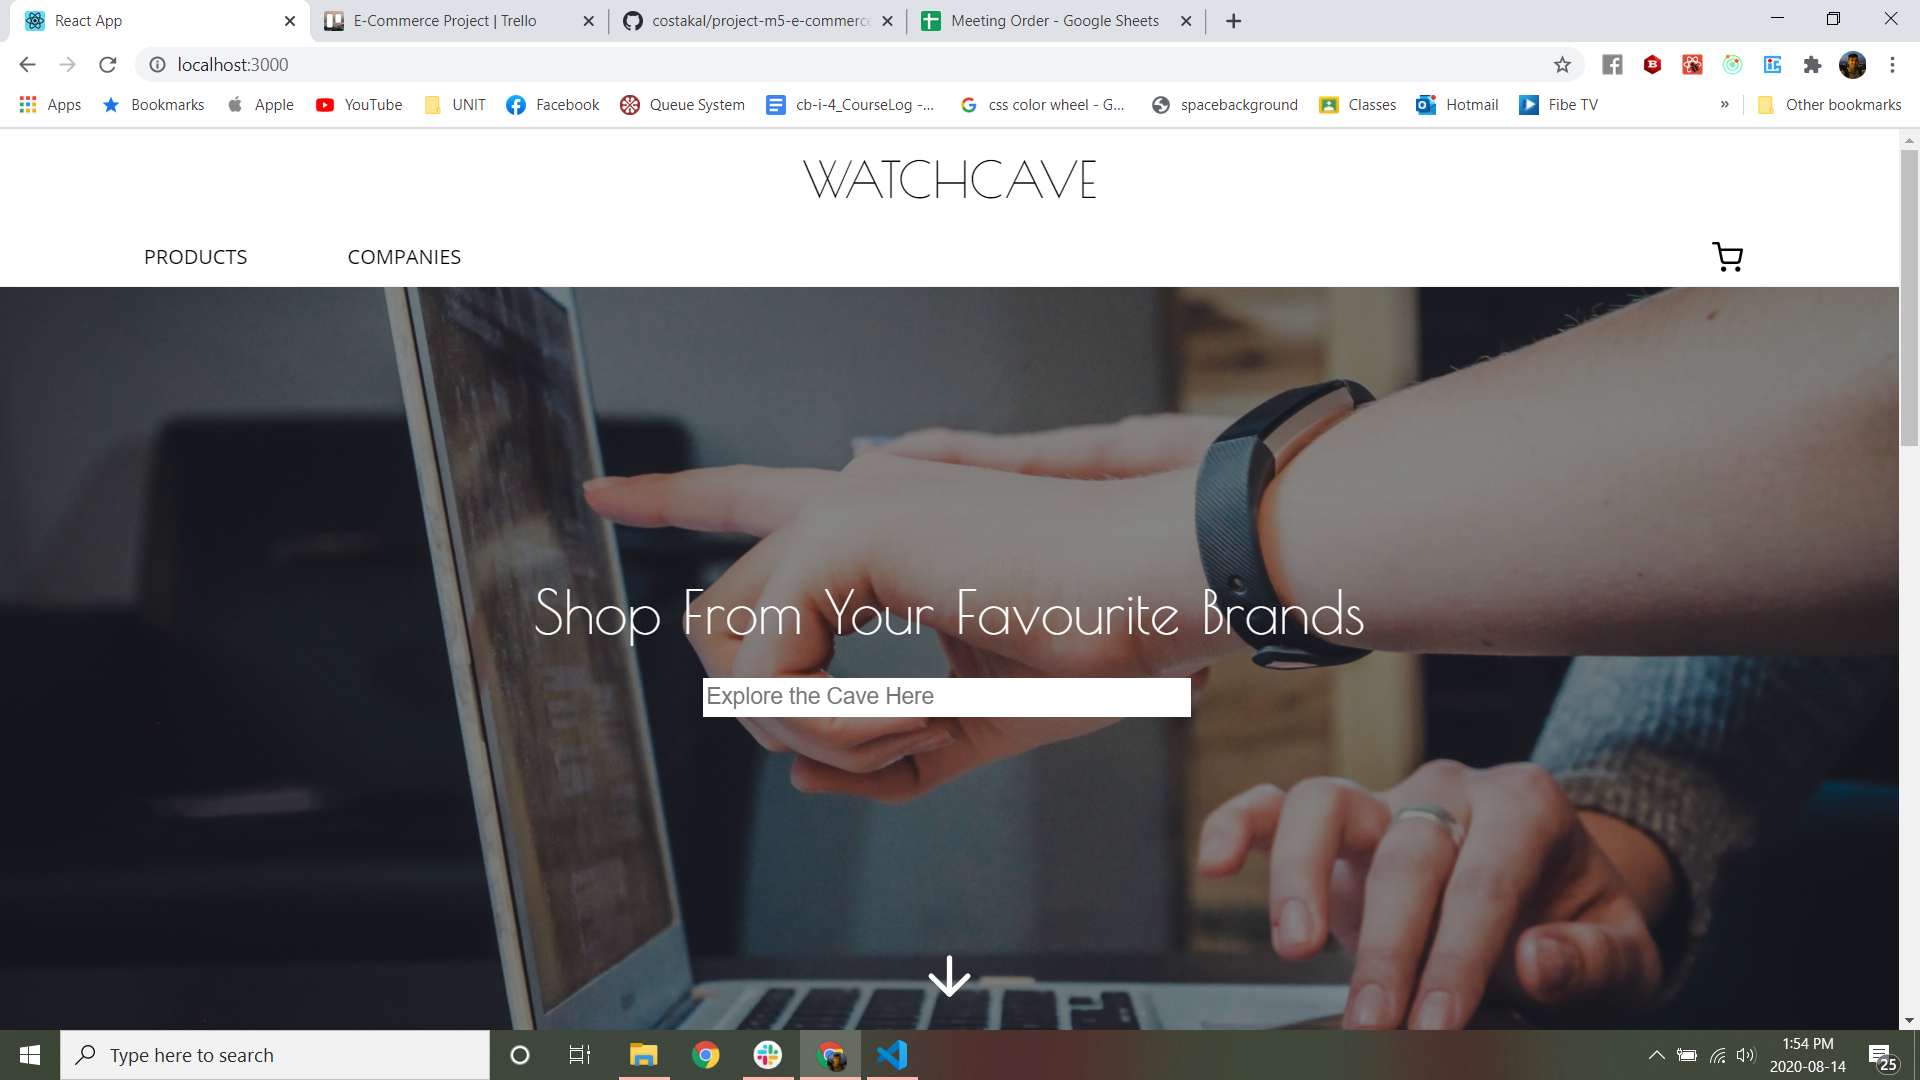 React App
E-Commerce Project | Trello
costakal/project-m5-e-commerce
Meeting Order - Google Sheets
localhost:3000
Apps
Bookmarks
Apple
YouTube
UNIT
Facebook
Queue System
cb-i-4_CourseLog -...
css color wheel - G...
spacebackground
Classes
Hotmail
Fibe TV
»
Other bookmarks
WATCHCAVE
PRODUCTS
COMPANIES
Shop From Your Favourite Brands
Explore the Cave Here
Type here to search
1:54 PM
2020-08-14
25